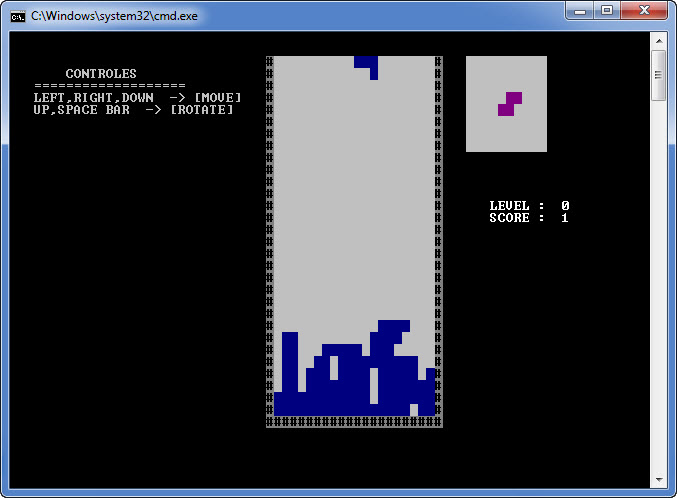 C:\Windows\system32\cmd.exe
CONTROLES
===================
LEFT,RIGHT,DOWN -> [MOVE]
UP,SPACE BAR -> [ROTATE]
LEVEL : 0
SCORE : 1